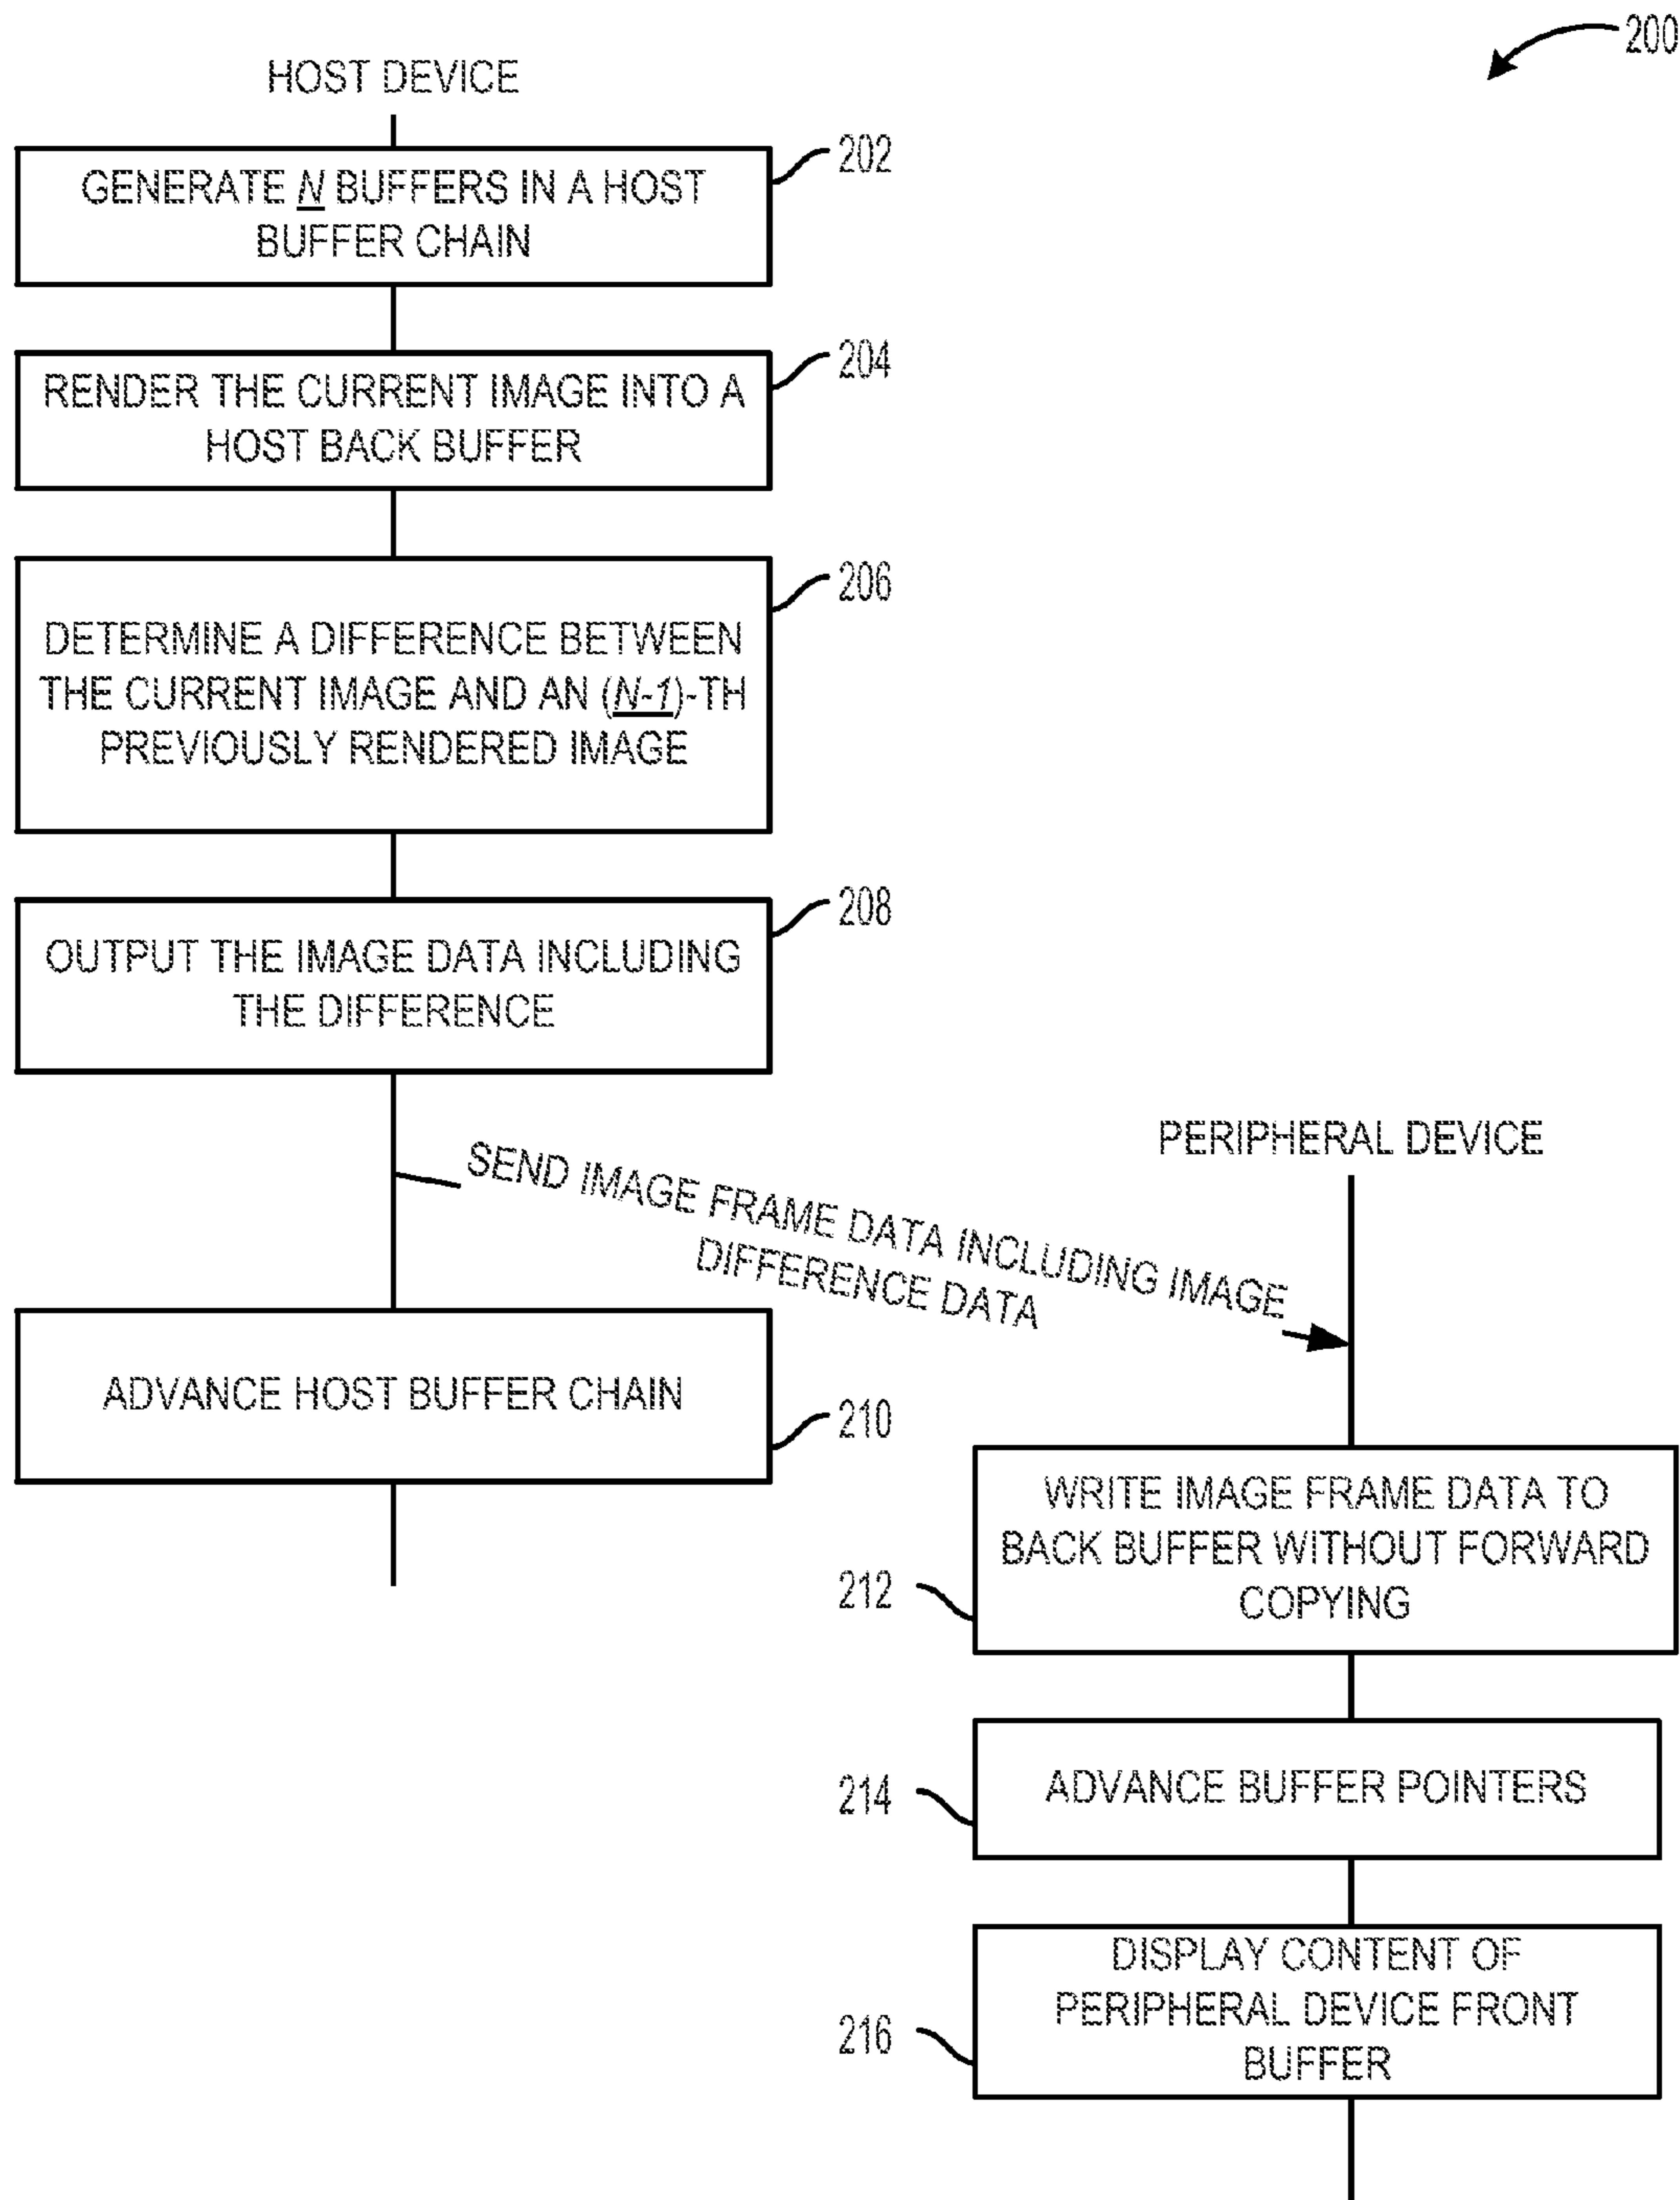 200
HOST DEVICE
202
GENERATE N BUFFERS IN A HOST
BUFFER CHAIN
204
RENDER THE CURRENT IMAGE INTO A
HOST BACK BUFFER
206
DETERMINE A DIFFERENCE BETWEEN
THE CURRENT IMAGE AND AN (N-1)-TH
PREVIOUSLY RENDERED IMAGE
208
OUTPUT THE IMAGE DATA INCLUDING
THE DIFFERENCE
PERIPHERAL DEVICE
SEND IMAGE FRAME DATA INCLUDING IMAGE
DIFFERENCE DATA
ADVANCE HOST BUFFER CHAIN
210
WRITE IMAGE FRAME DATA TO
BACK BUFFER WITHOUT FORWARD
COPYING
212
ADVANCE BUFFER POINTERS
214
DISPLAY CONTENT OF
PERIPHERAL DEVICE FRONT
BUFFER
216